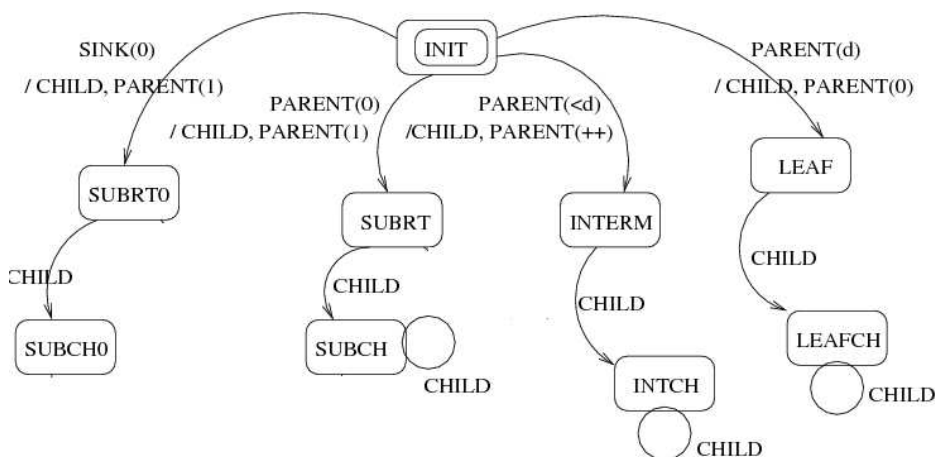 INIT
SINK(0)
/ CHILD, PARENT(1)
PARENT(0)
/ CHILD, PARENT(1)
PARENT(<d)
/CHILD, PARENT(++)
PARENT(d)
/ CHILD, PARENT(0)
SUBRT0
SUBRT
INTERM
LEAF
CHILD
CHILD
CHILD
CHILD
SUBCH0
SUBCH
CHILD
INTCH
CHILD
LEAFCH
CHILD